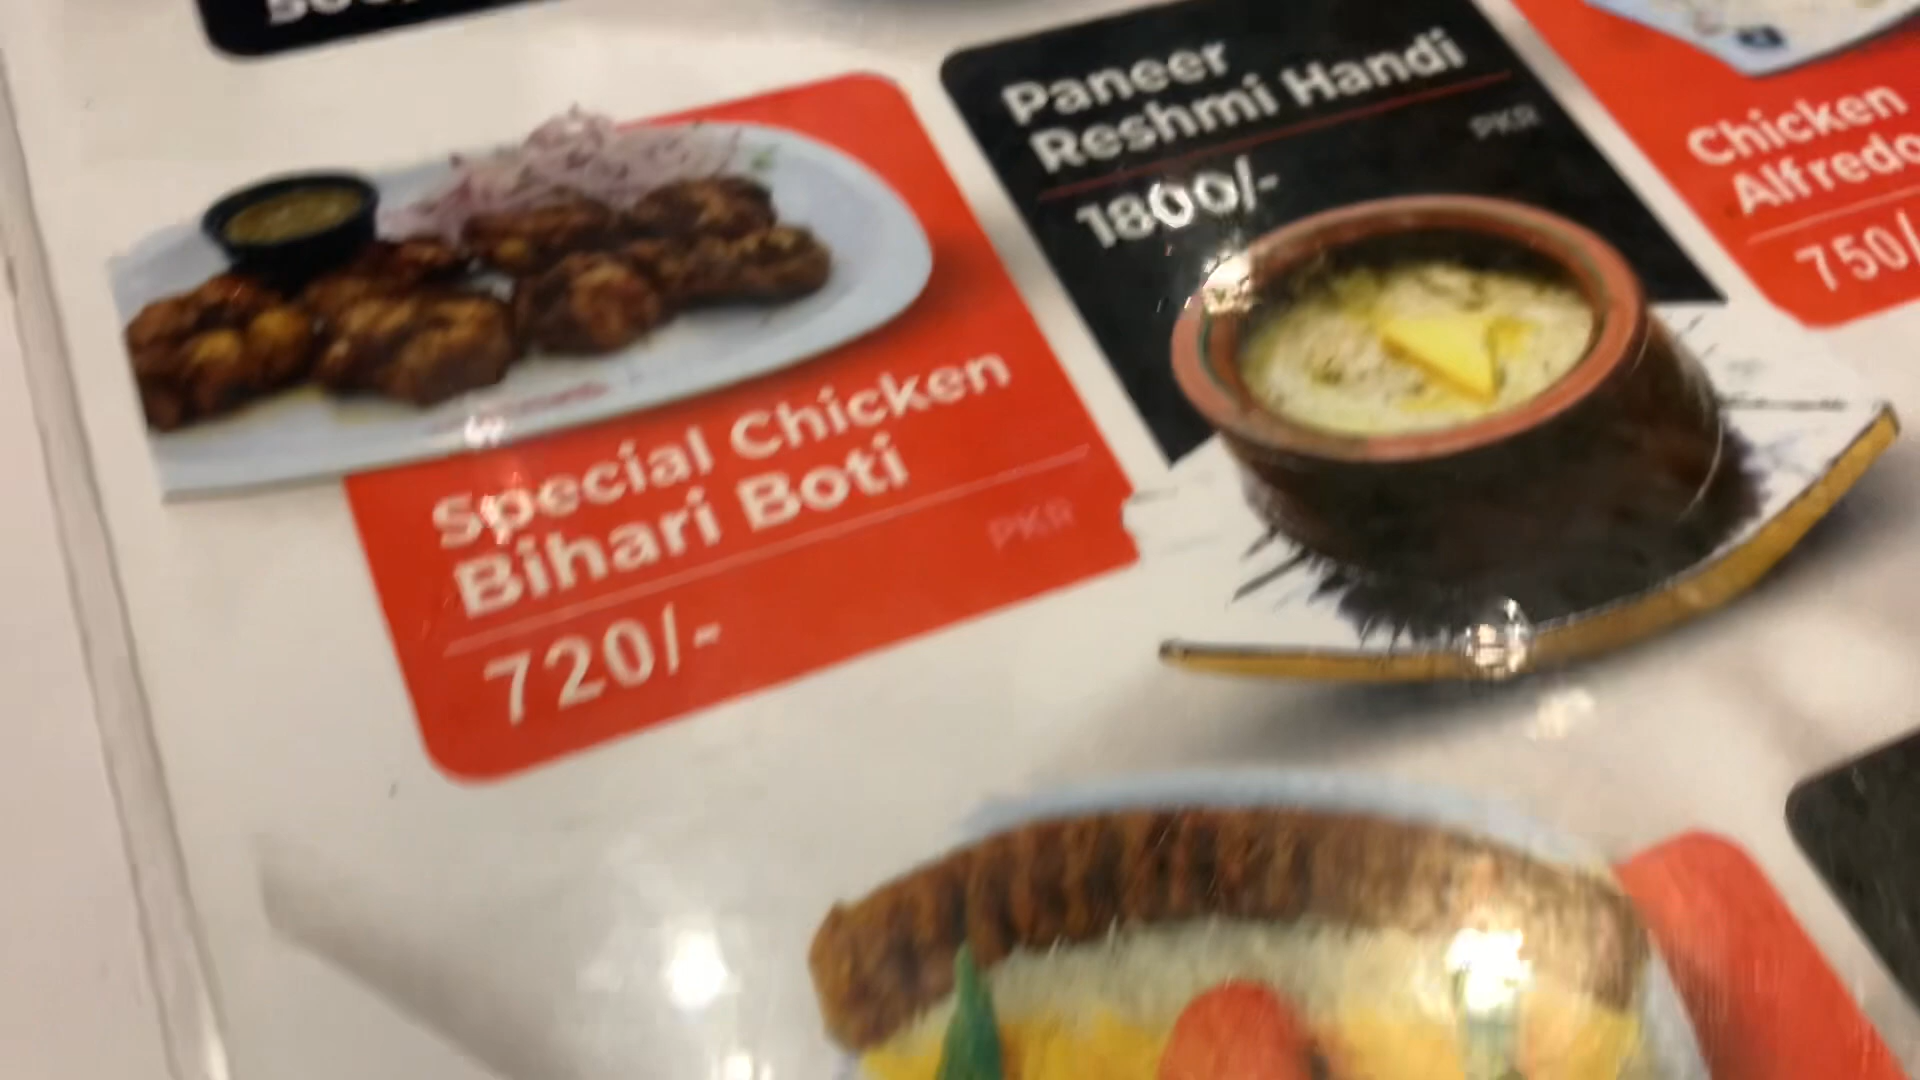 Special Chicken
Bihari Boti
PKR
720/-
Paneer
Reshmi Handi
PKR
1800/-
Chicken
Alfredo
750/